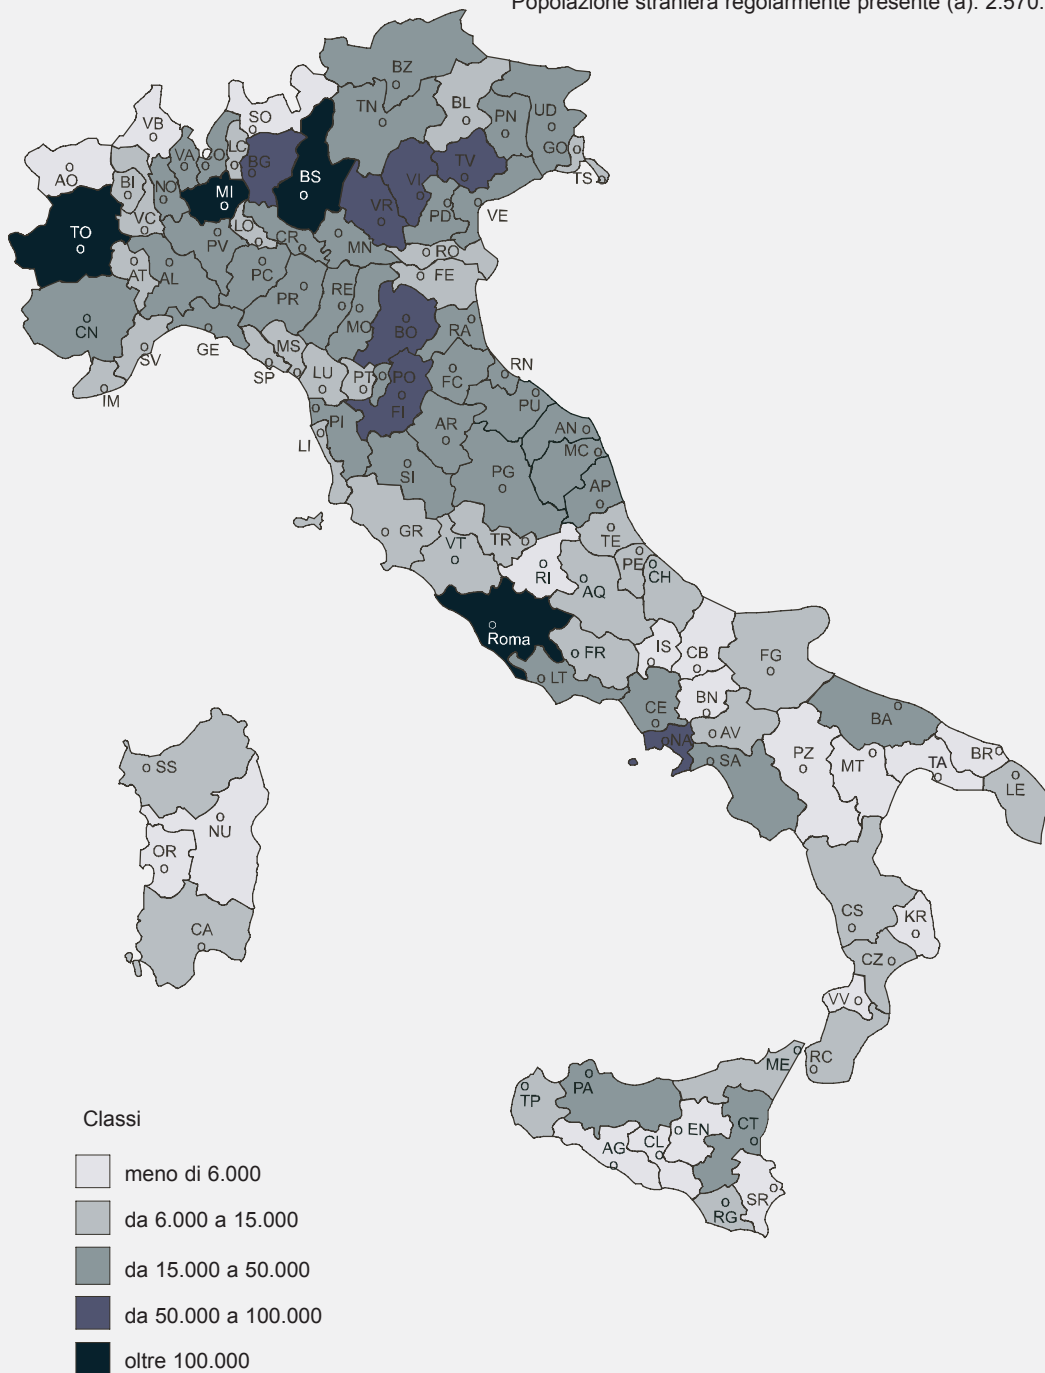 Popolazione straniera regolarmente presente (a): 2.570.
BZ
TN
BL
PN
UD
SO
VB
LC
VA
CO
GO
AO
BI
NO
BG
BS
TV
VI
TS
MI
VR
PD
VE
VC
LO
TO
PV
CR
MN
RO
AT
AL
PC
FE
PR
RE
MO
BO
RA
CN
SV
GE
MS
RN
SP
LU
PT
PO
FC
IM
FI
PU
PI
AR
AN
LI
MC
SI
PG
AP
GR
VT
TR
TE
PE
RI
CH
AQ
Roma
FR
IS
CB
FG
LT
BN
CE
BA
NA
AV
SA
PZ
MT
TA
BR
LE
SS
NU
OR
CA
CS
KR
CZ
VV
RC
ME
PA
TP
CT
EN
CL
AG
SR
RG
Classi
meno di 6.000
da 6.000 a 15.000
da 15.000 a 50.000
da 50.000 a 100.000
oltre 100.000